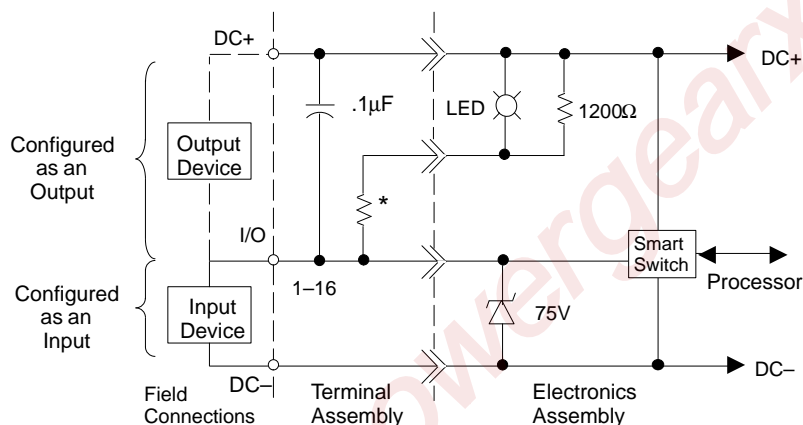 DC+
DC+
.1µF
LED
1200Ω
Configured
as an
Output
Output
Device
*
I/O
Smart
Switch
Processor
1–16
Configured
as an
Input
Input
Device
75V
DC–
DC–
Field
Connections
Terminal
Assembly
Electronics
Assembly
owergeary